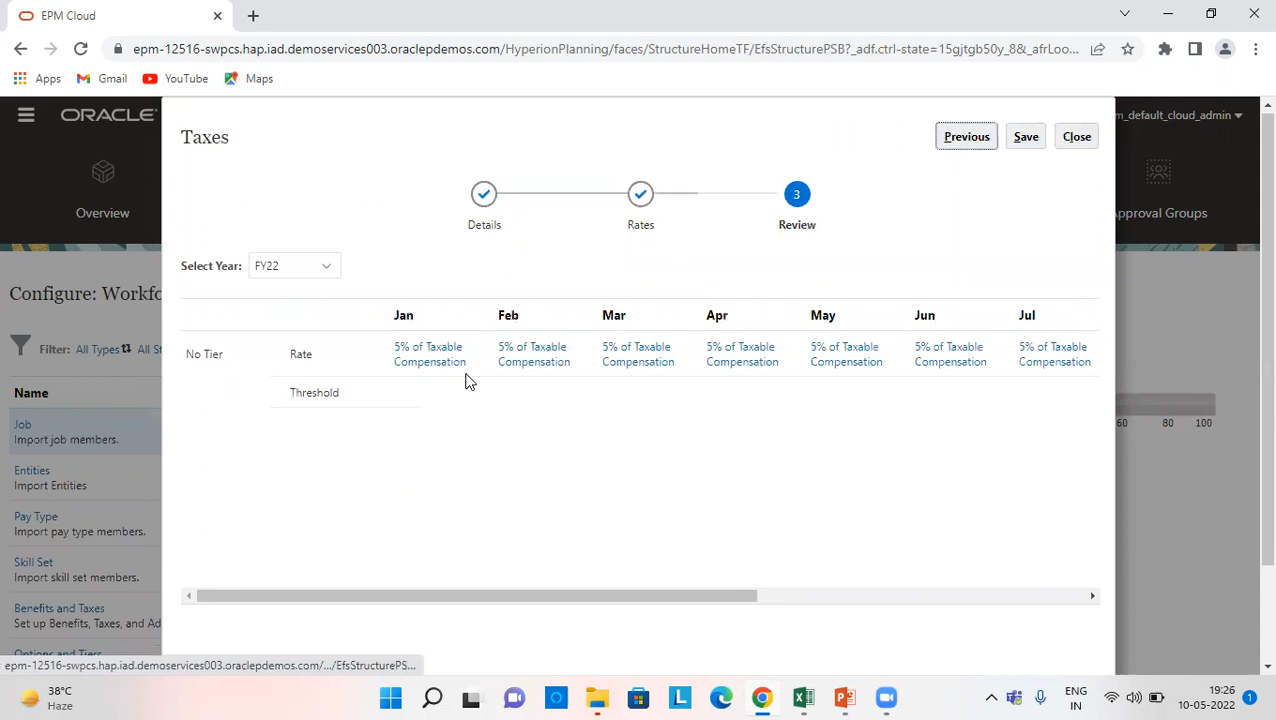 EPM Cloud
epm-12516-swpcs.hap.iad.demoservices003.oraclepdemos.com/HyperionPlanning/faces/StructureHomeTF/EfsStructurePSB?_adf.ctrl-state=15gjtgb50y_8&_afrLoo...
Apps Gmail YouTube Maps
ORACLE
m_default_cloud_admin
Overview
pproval Groups
Taxes
Previous Save Close
3
Details Rates Review
Select Year: FY22
Configure: Workfo
Filter: All Types All St
Jan Feb Mar Apr May Jun Jul
No Tier Rate 5% of Taxable Compensation 5% of Taxable Compensation 5% of Taxable Compensation 5% of Taxable Compensation 5% of Taxable Compensation 5% of Taxable Compensation 5% of Taxable Compensation
Threshold
Name
Job
Import job members.
Entities
Import Entities
Pay Type
Import pay type members.
Skill Set
Import skill set members.
Benefits and Taxes
Set up Benefits, Taxes, and Ad
Options and Tiers
60 80 100
epm-12516-swpcs.hap.iad.demoservices003.oraclepdemos.com/.../EfsStructurePS...
38°C
Haze
ENG
IN
19:26
10-05-2022
1